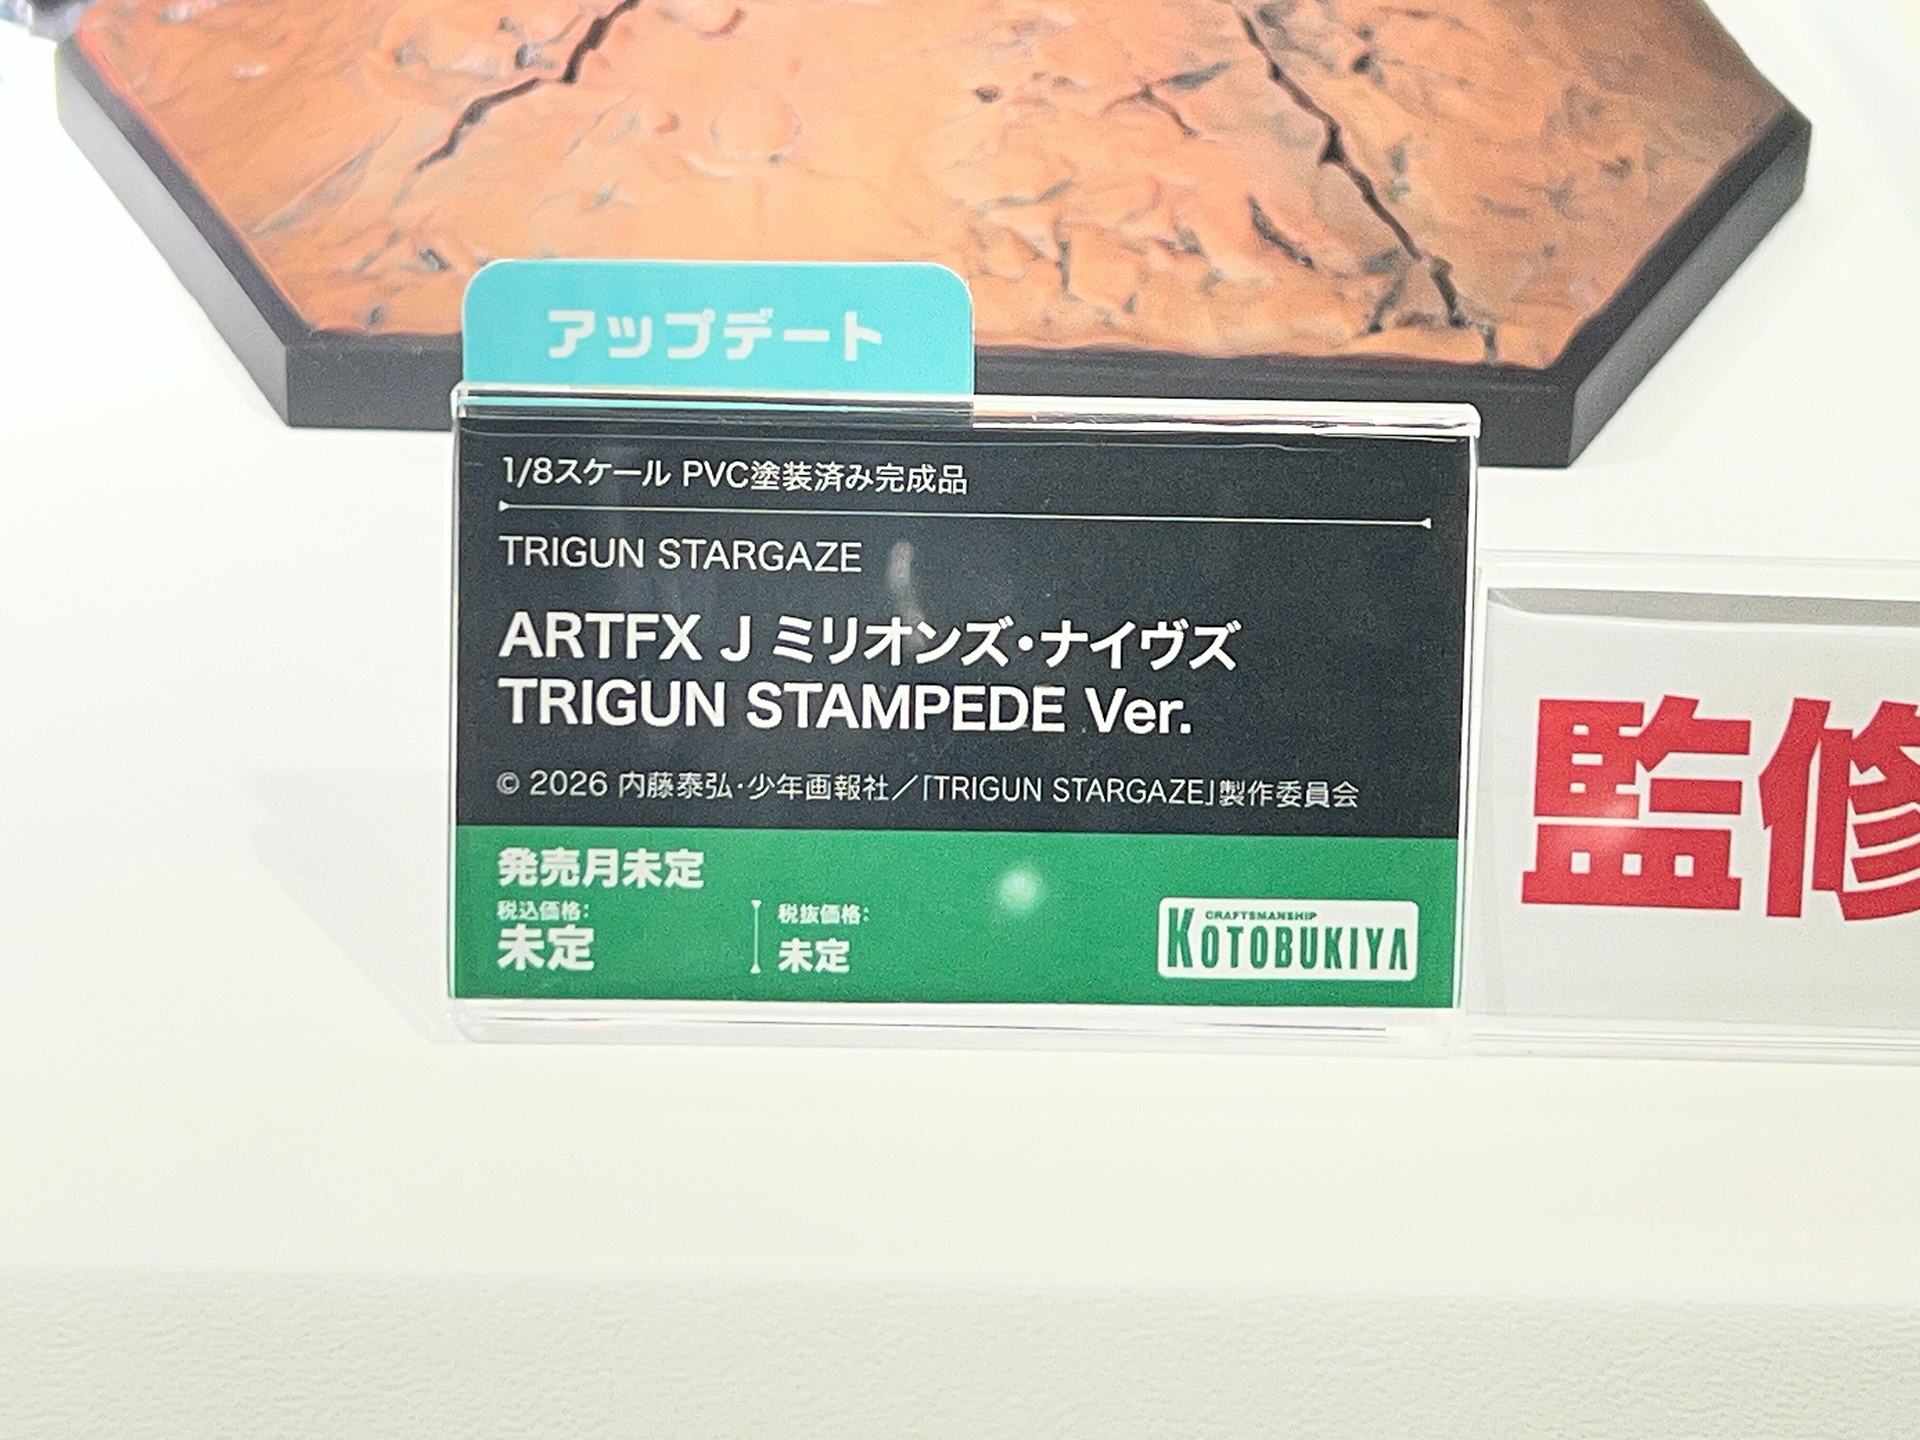 アップデート
1/8スケール PVC塗装済み完成品
TRIGUN STARGAZE
ARTFX J ミリオンズ・ナイヴズ
TRIGUN STAMPEDE Ver.
© 2026 内藤泰弘・少年画報社／「TRIGUN STARGAZE」製作委員会
発売月未定
税込価格：
未定
税抜価格：
未定
CRAFTSMANSHIP
KOTOBUKIYA
監修